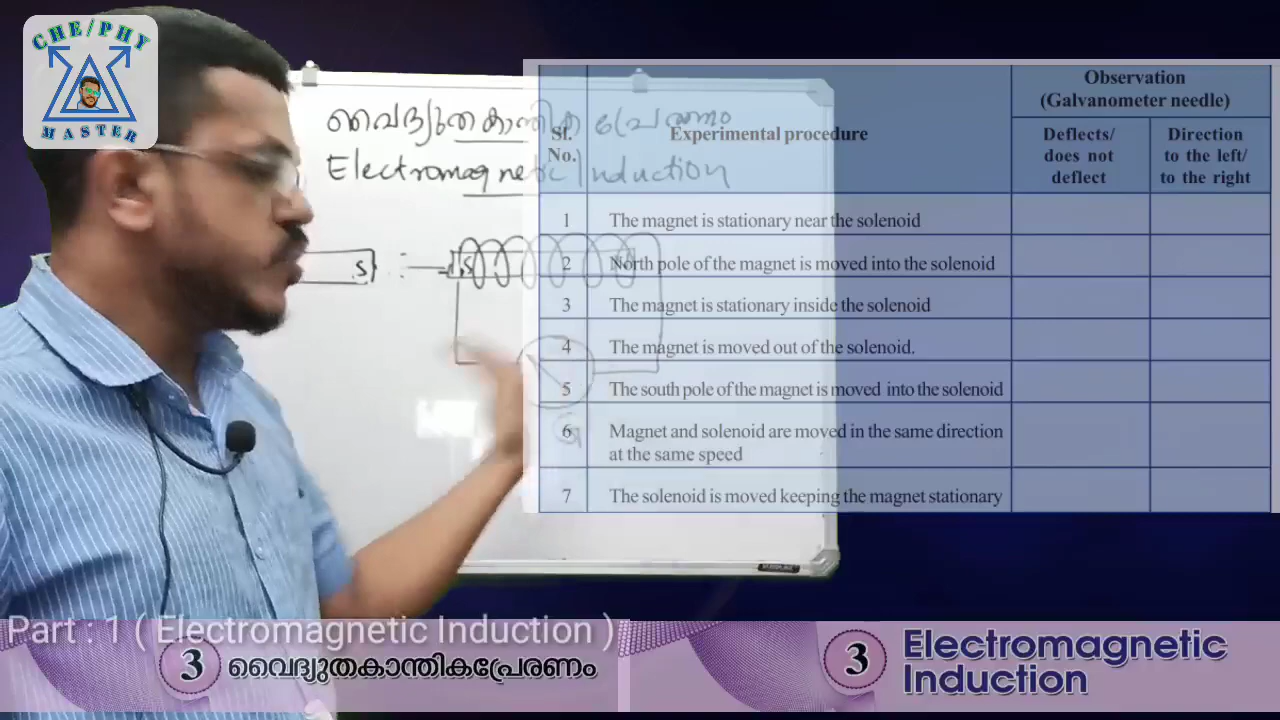 CHE/PHY
MASTER
വൈദ്യുതകാന്തിക പ്രേരണം
Electromagnetic Induction
S
S
G
Sl. No.
Experimental procedure
Observation
(Galvanometer needle)
Deflects/
does not
deflect
Direction
to the left/
to the right
1 The magnet is stationary near the solenoid
2 North pole of the magnet is moved into the solenoid
3 The magnet is stationary inside the solenoid
4 The magnet is moved out of the solenoid.
5 The south pole of the magnet is moved into the solenoid
6 Magnet and solenoid are moved in the same direction
at the same speed
7 The solenoid is moved keeping the magnet stationary
Part : 1 ( Electromagnetic Induction )
3 വൈദ്യുതകാന്തികപ്രേരണം
3 Electromagnetic
Induction